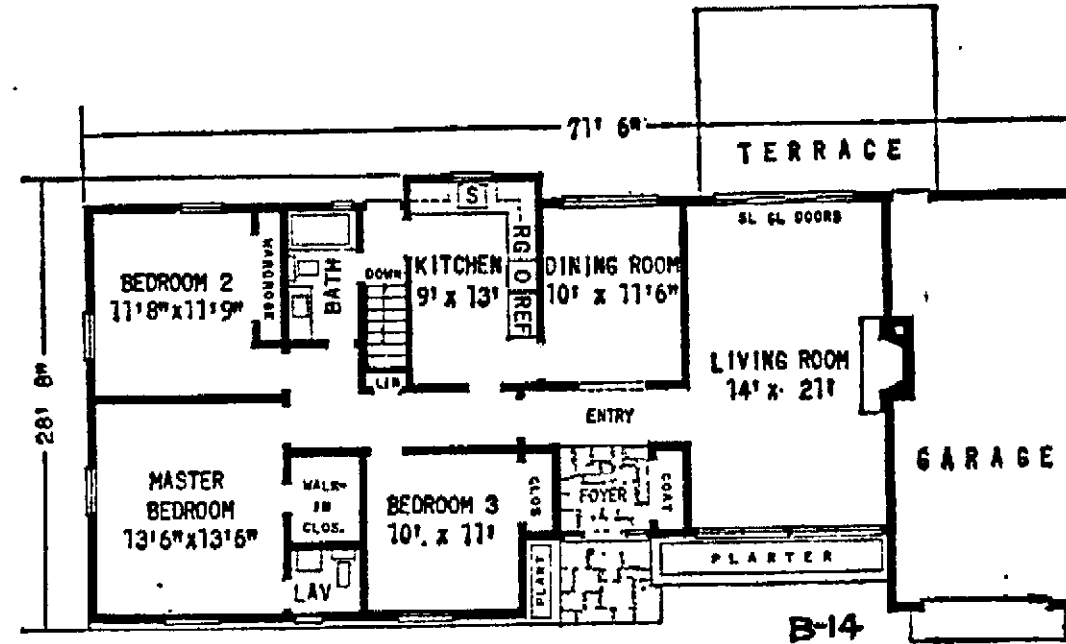 71' 6"
TERRACE
SL GL DOORS
S
BEDROOM 2
11'8"x11'9"
WARDROBE
BATH
DOWN
KITCHEN
9' x 13'
RG
O
REF
DINING ROOM
10' x 11'6"
LIVING ROOM
14' x 21'
28' 8"
LIN
ENTRY
GARAGE
MASTER
BEDROOM
13'6"x13'6"
WALK-
IN
CLOS.
BEDROOM 3
10'. x 11'
CLOS
FOYER
COAT
LAV
PLANT
PLANTER
B-14